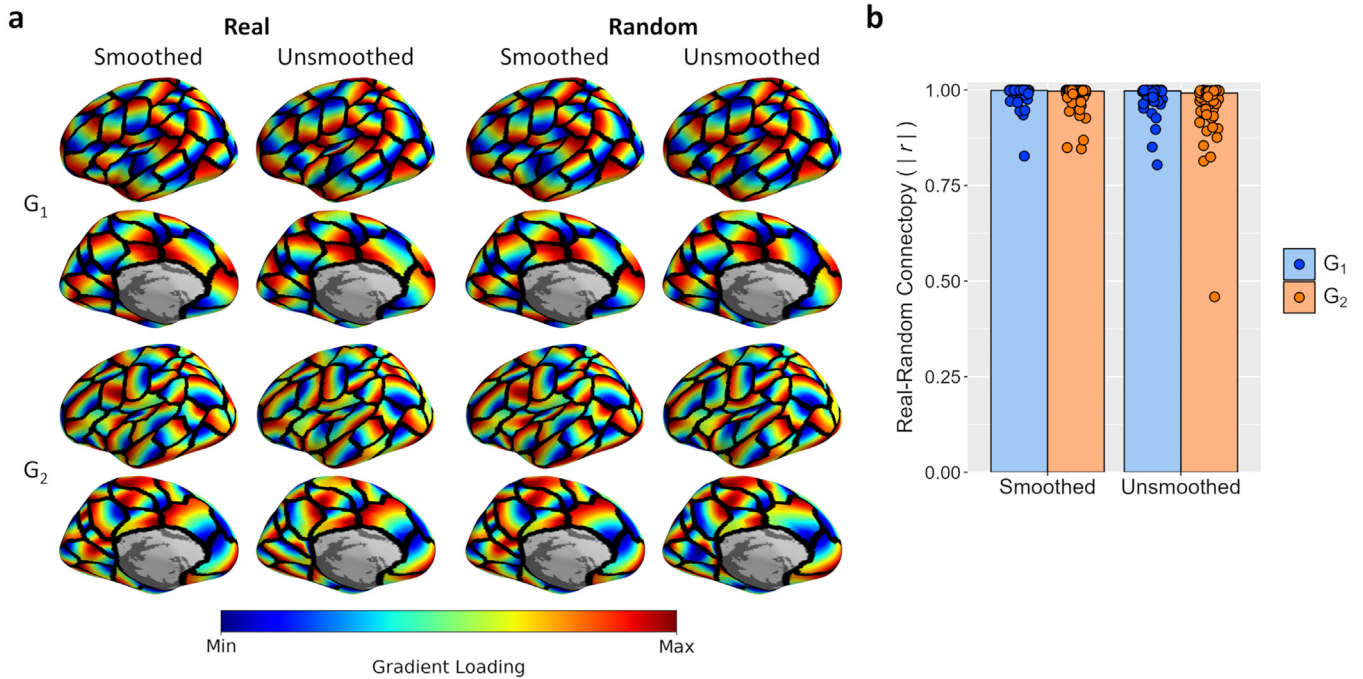 a
Real
Random
Smoothed
Unsmoothed
Smoothed
Unsmoothed
G₁
G₂
Min
Max
Gradient Loading
b
Real-Random Connectopy ( | r | )
1.00
0.75
0.50
0.25
0.00
Smoothed
Unsmoothed
G₁
G₂